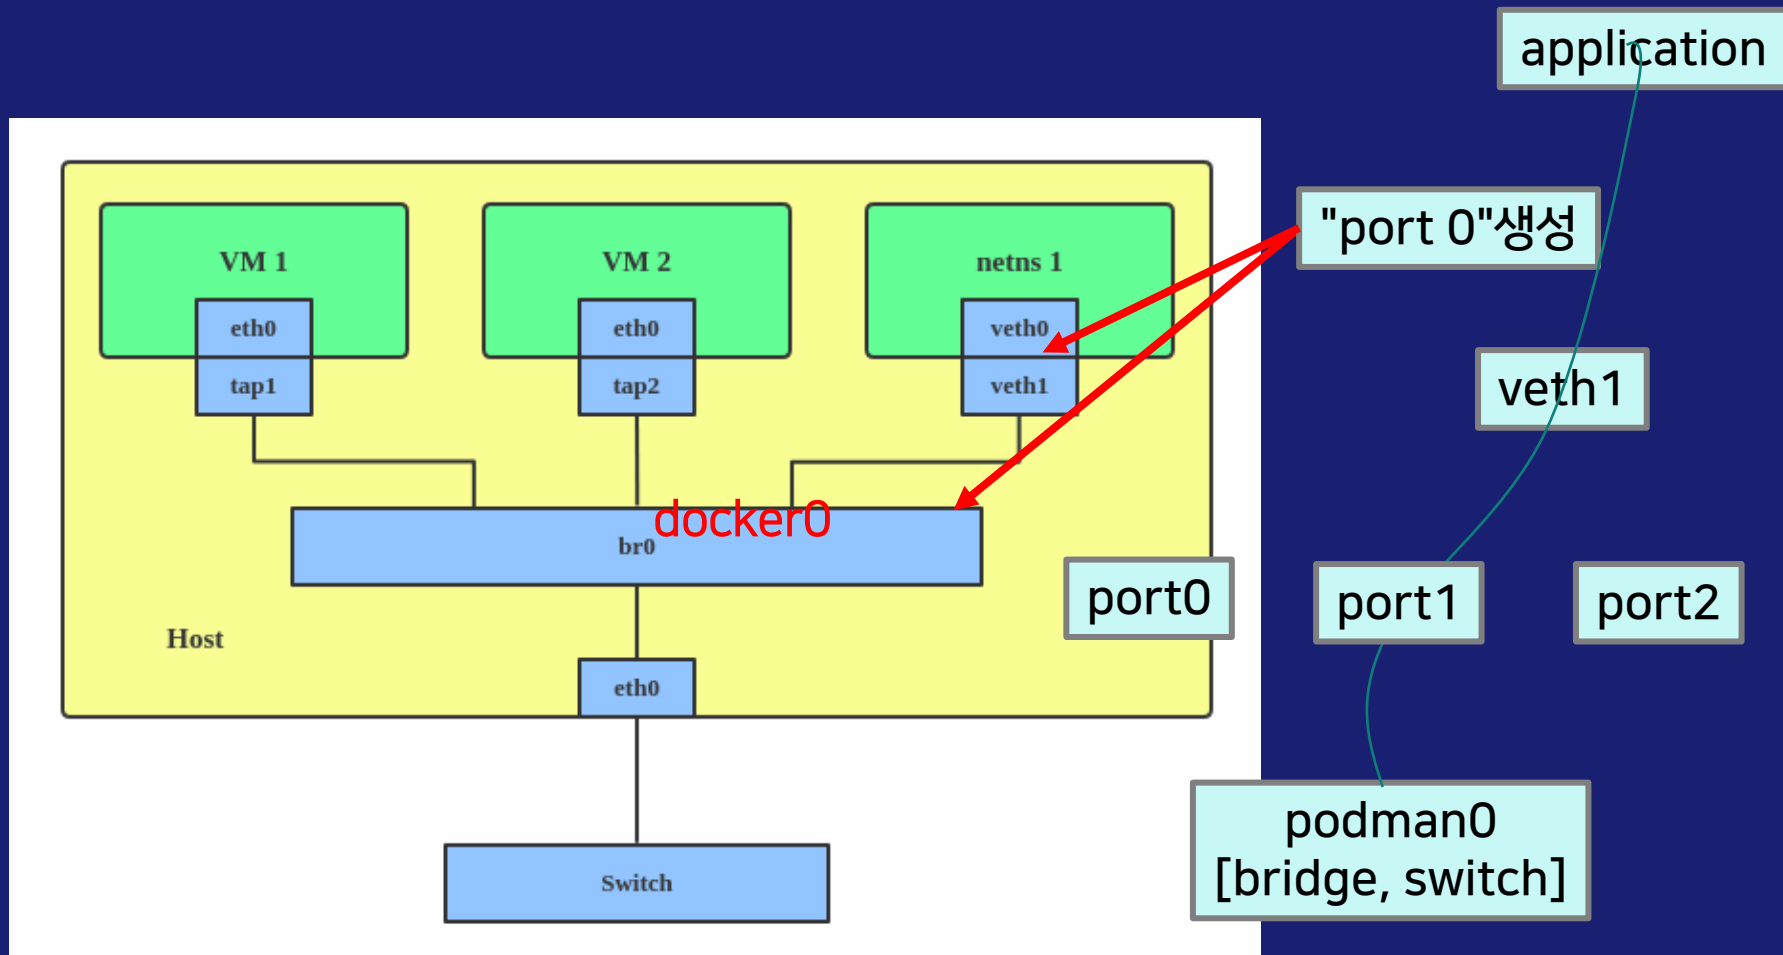 application
"port 0"생성
VM 1
VM 2
netns 1
eth0
eth0
veth0
tap1
tap2
veth1
veth1
docker0
br0
port0
port1
port2
Host
eth0
podman0
[bridge, switch]
Switch